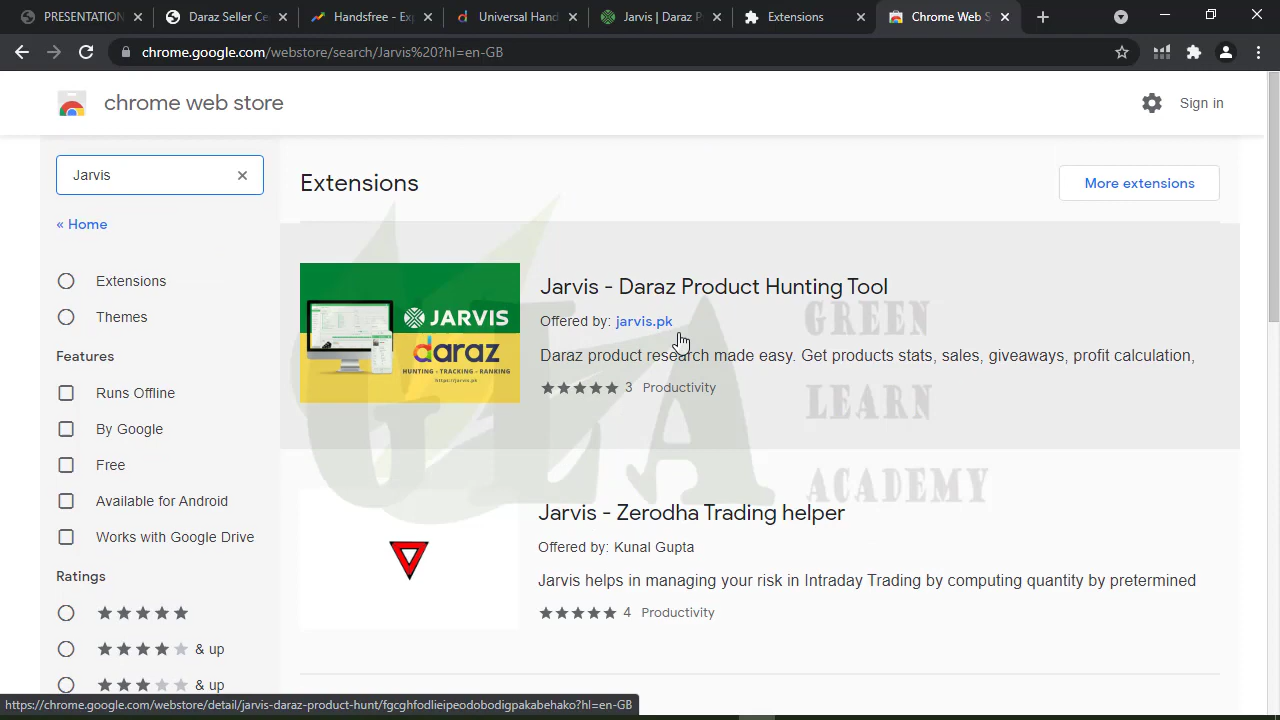 PRESENTATION
Daraz Seller Ce
Handsfree - Exp
Universal Hand
Jarvis | Daraz P
Extensions
Chrome Web S
chrome.google.com/webstore/search/Jarvis%20?hl=en-GB
chrome web store
Sign in
Jarvis
« Home
Extensions
Themes
Features
Runs Offline
By Google
Free
Available for Android
Works with Google Drive
Ratings
& up
& up
Extensions
More extensions
JARVIS
daraz
HUNTING - TRACKING - RANKING
https://jarvis.pk
Jarvis - Daraz Product Hunting Tool
Offered by: jarvis.pk
Daraz product research made easy. Get products stats, sales, giveaways, profit calculation,
3 Productivity
GLA
GREEN
LEARN
ACADEMY
Jarvis - Zerodha Trading helper
Offered by: Kunal Gupta
Jarvis helps in managing your risk in Intraday Trading by computing quantity by pretermined
4 Productivity
https://chrome.google.com/webstore/detail/jarvis-daraz-product-hunt/fgcghfodlieipeodobodigpakabehako?hl=en-GB